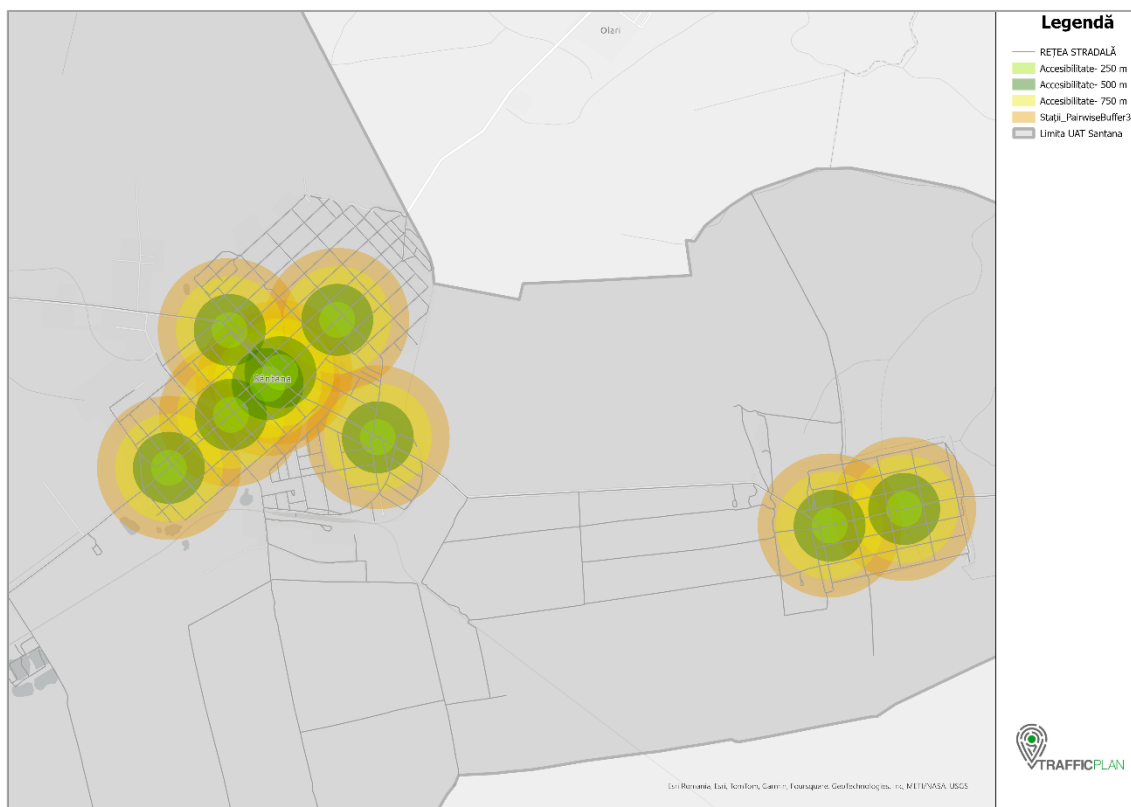 Olari
Sântana
Legendă
REȚEA STRADALĂ
Accesibilitate- 250 m
Accesibilitate- 500 m
Accesibilitate- 750 m
Stații_PairwiseBuffer3
Limita UAT Santana
TRAFFICPLAN
Esri Romania, Esri, TomTom, Garmin, Foursquare, GeoTechnologies, Inc, METI/NASA, USGS